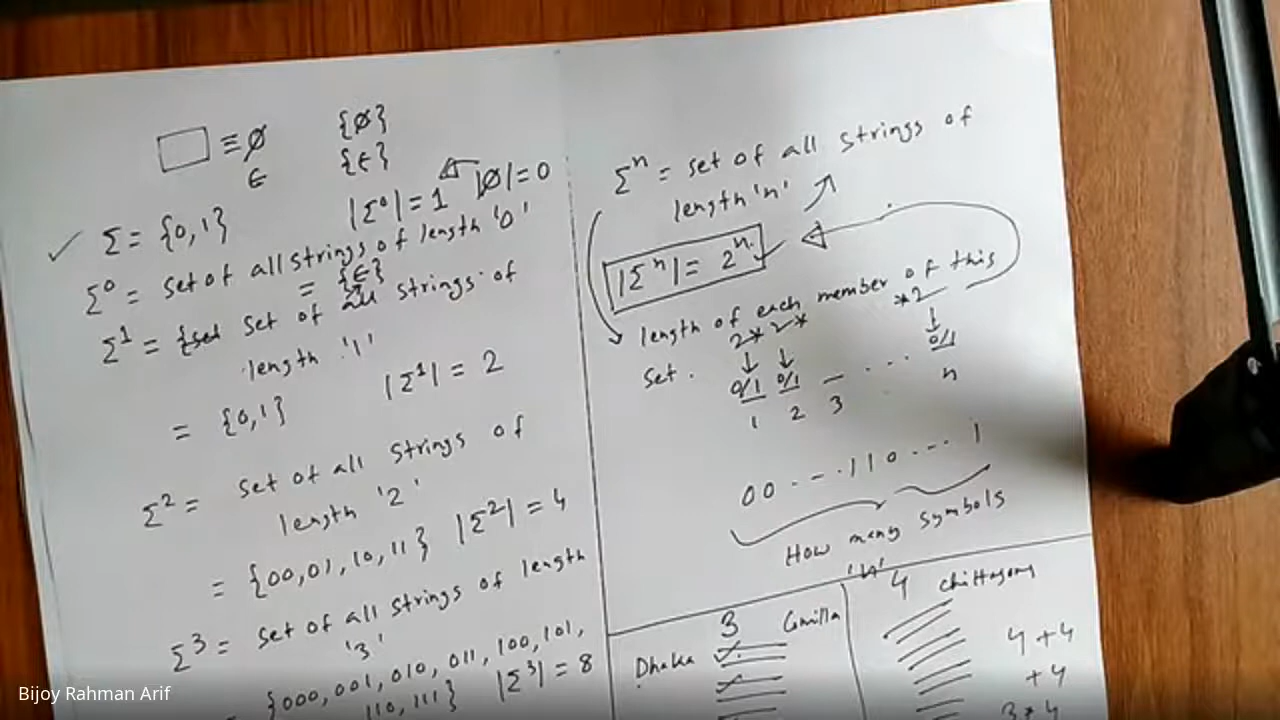 □ ≡ ∅ {∅}
ϵ {ϵ}
✓ Σ = {0,1} |Σ⁰| = 1 |∅| = 0
Σ⁰ = set of all strings of length '0'
= {ϵ}
Σ¹ = {set Set of all strings of
length '1'
= {0,1} |Σ¹| = 2
Σ² = set of all strings of
length '2'
= {00,01,10,11} |Σ²| = 4
Σ³ = set of all strings of length
'3'
= {000, 001, 010, 011, 100, 101,
110, 111} |Σ³| = 8
Σⁿ = set of all strings of
length 'n'
|Σⁿ| = 2ⁿ
length of each member of this
set.
2* 2* *2
0/1 0/1 — . . . 0/1
1 2 3 n
00 . - . 110 . - . . 1
How many symbols
'n'
Dhaka 3 Comilla 4 Chittagong
4 + 4
+ 4
3 * 4
Bijoy Rahman Arif